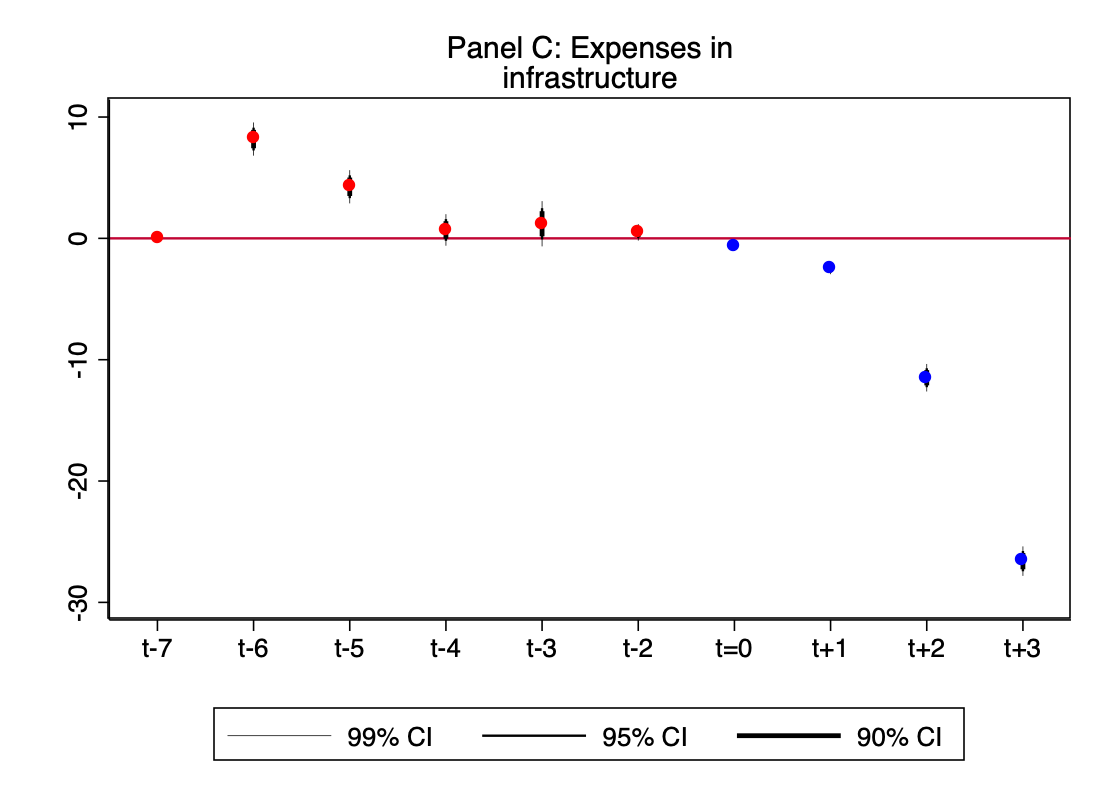 Panel C: Expenses in
infrastructure
10
0
-10
-20
-30
t-7 t-6 t-5 t-4 t-3 t-2 t=0 t+1 t+2 t+3
99% CI 95% CI 90% CI